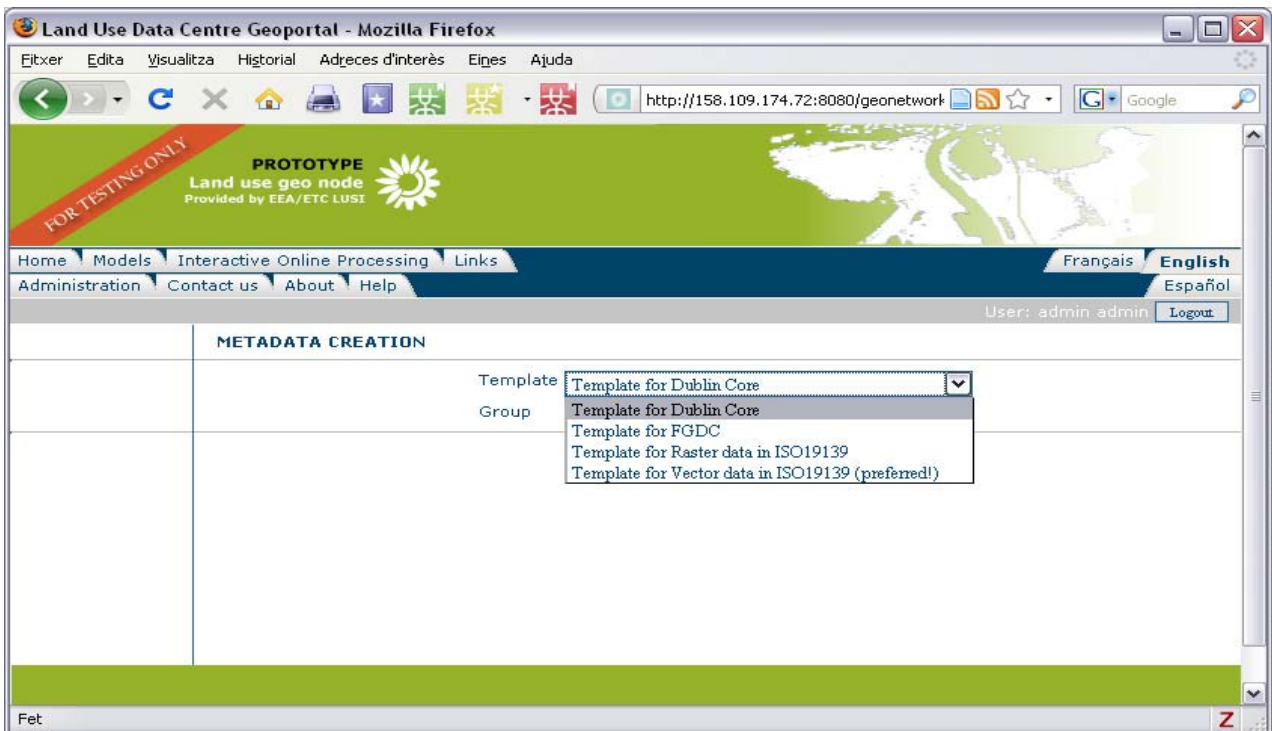 Land Use Data Centre Geoportal - Mozilla Firefox
Fitxer Edita Visualitza Historial Adreces d'interès Eines Ajuda
http://158.109.174.72:8080/geonetwork
G Google
FOR TESTING ONLY
PROTOTYPE
Land use geo node
Provided by EEA/ETC LUSI
Home Models Interactive Online Processing Links Français English
Administration Contact us About Help Español
User: admin admin Logout
METADATA CREATION
Template Template for Dublin Core
Group Template for Dublin Core
Template for FGDC
Template for Raster data in ISO19139
Template for Vector data in ISO19139 (preferred!)
Fet Z